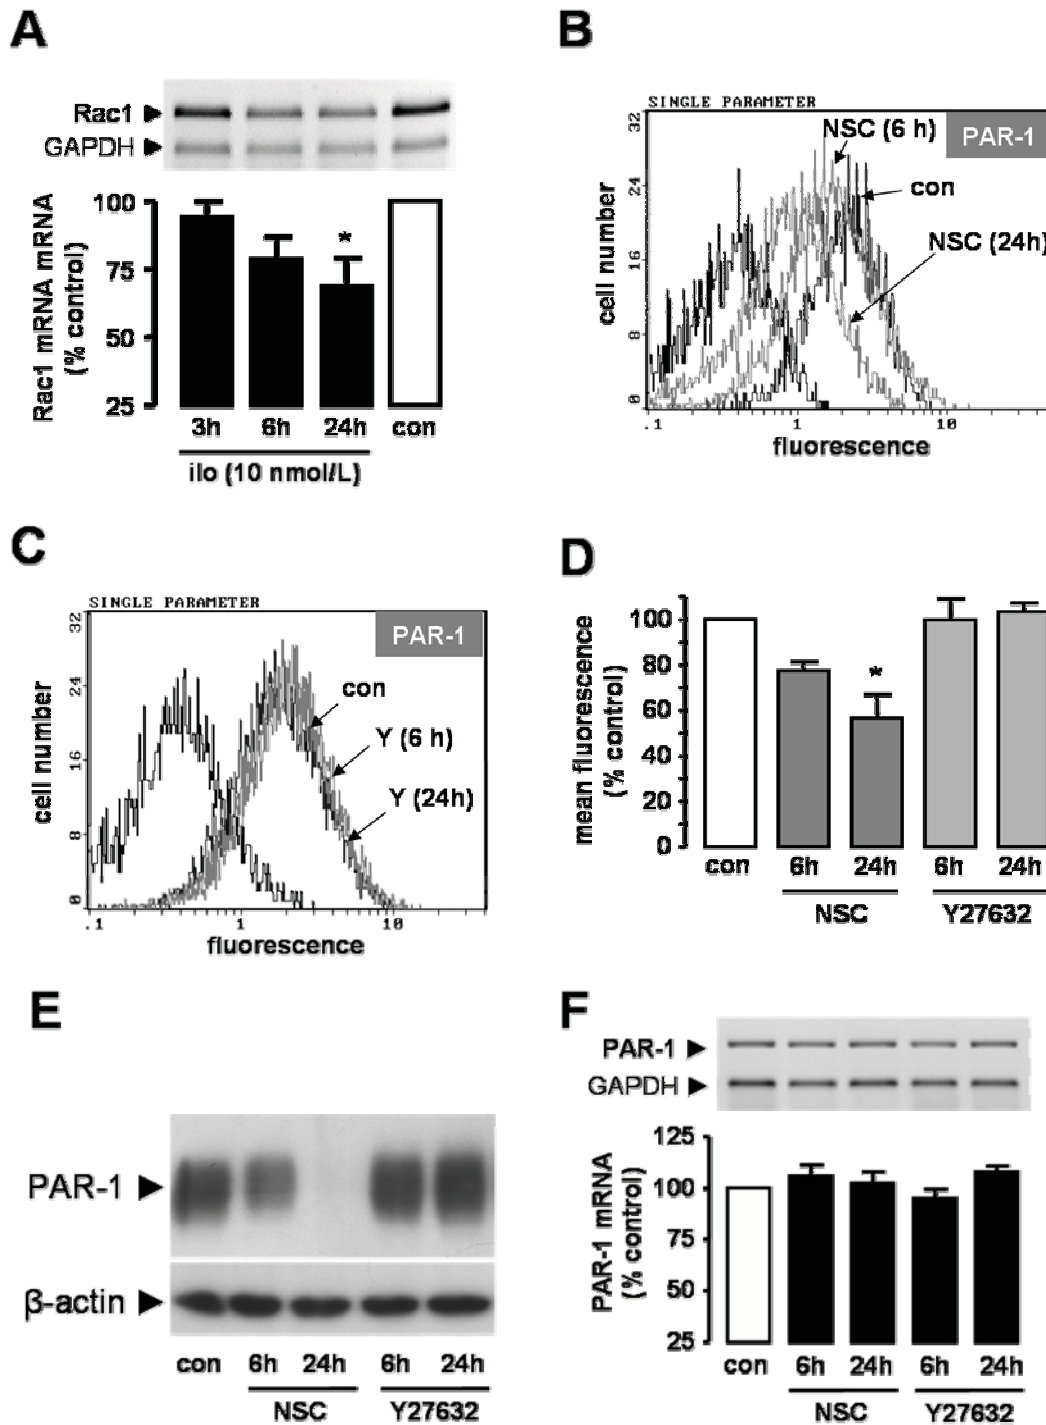 A
Rac1
GAPDH
Rac1 mRNA mRNA
(% control)
100
75
50
25
*
3h 6h 24h con
ilo (10 nmol/L)
B
SINGLE PARAMETER
PAR-1
NSC (6 h)
con
NSC (24h)
cell number
32
24
16
8
0
.1 1 10
fluorescence
C
SINGLE PARAMETER
PAR-1
con
Y (6 h)
Y (24h)
cell number
32
24
16
8
0
.1 1 10
fluorescence
D
mean fluorescence
(% control)
100
80
60
40
20
0
*
con 6h 24h 6h 24h
NSC Y27632
E
PAR-1
β-actin
con 6h 24h 6h 24h
NSC Y27632
F
PAR-1
GAPDH
PAR-1 mRNA
(% control)
125
100
75
50
25
con 6h 24h 6h 24h
NSC Y27632